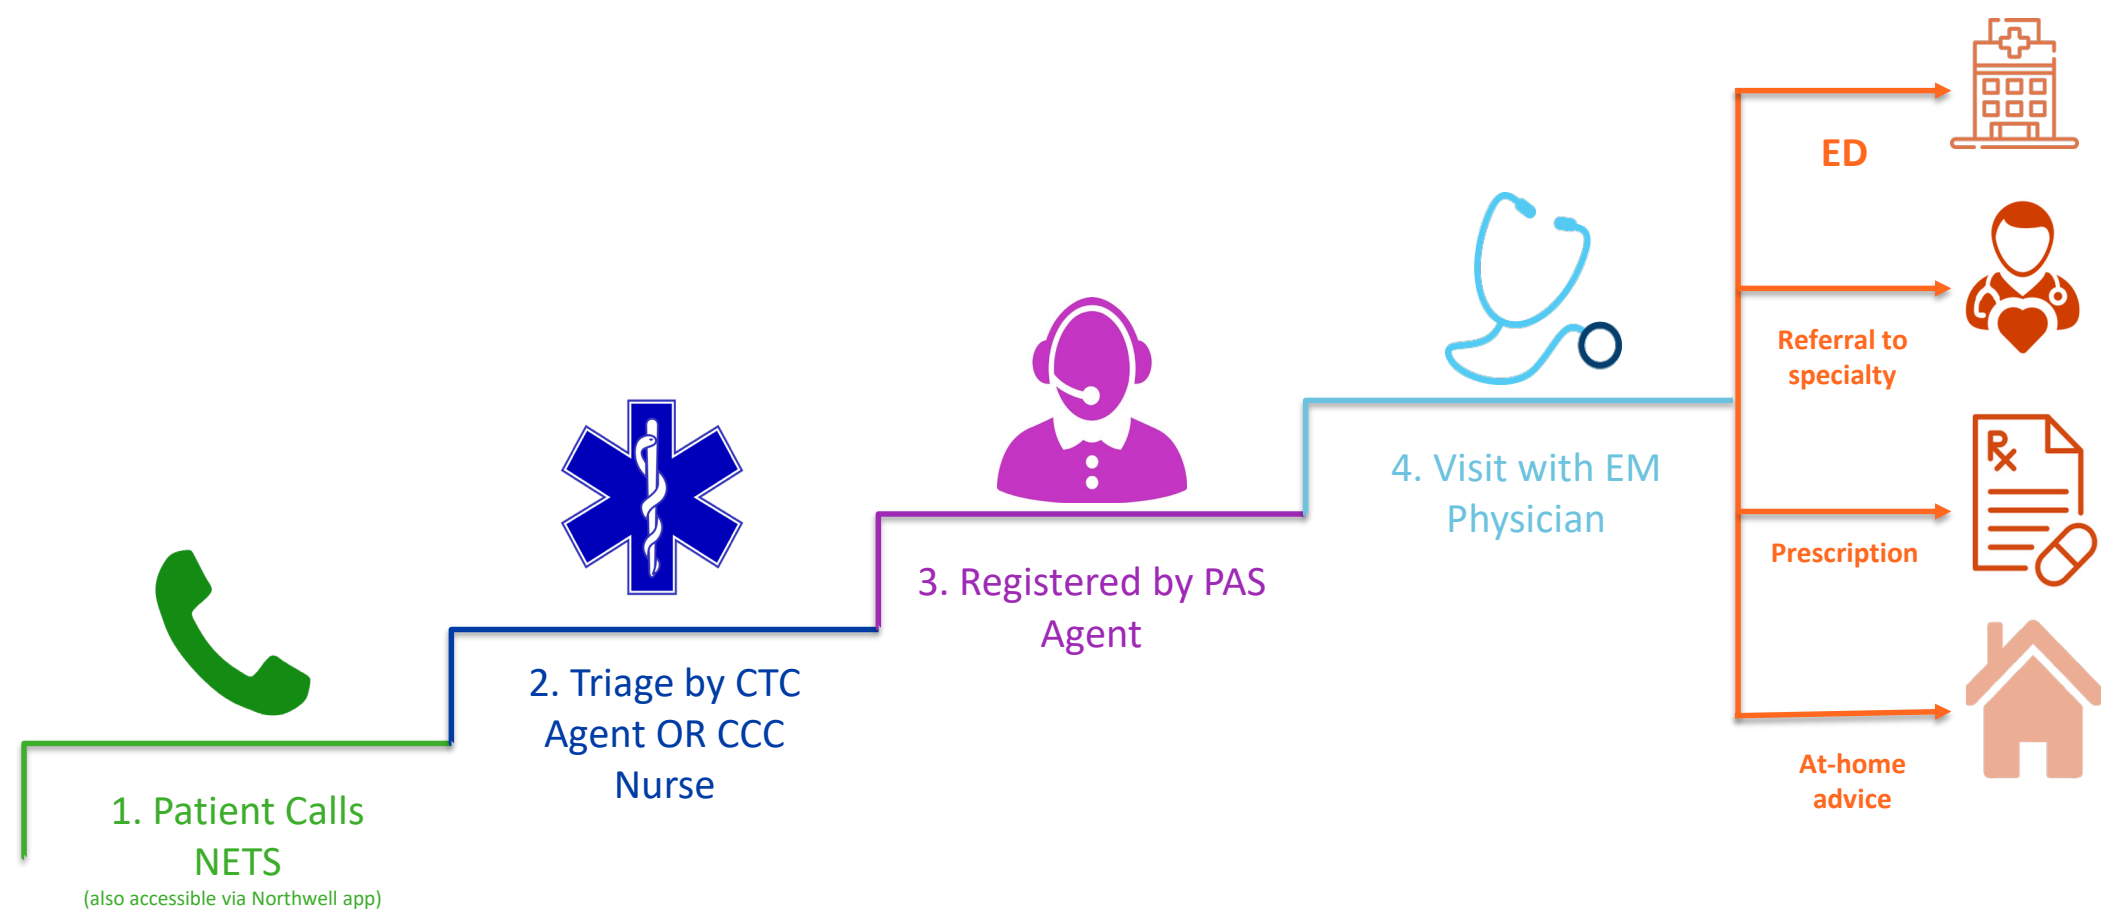 1. Patient Calls
NETS
(also accessible via Northwell app)
2. Triage by CTC
Agent OR CCC
Nurse
3. Registered by PAS
Agent
4. Visit with EM
Physician
ED
Referral to
specialty
Rx
Prescription
At-home
advice